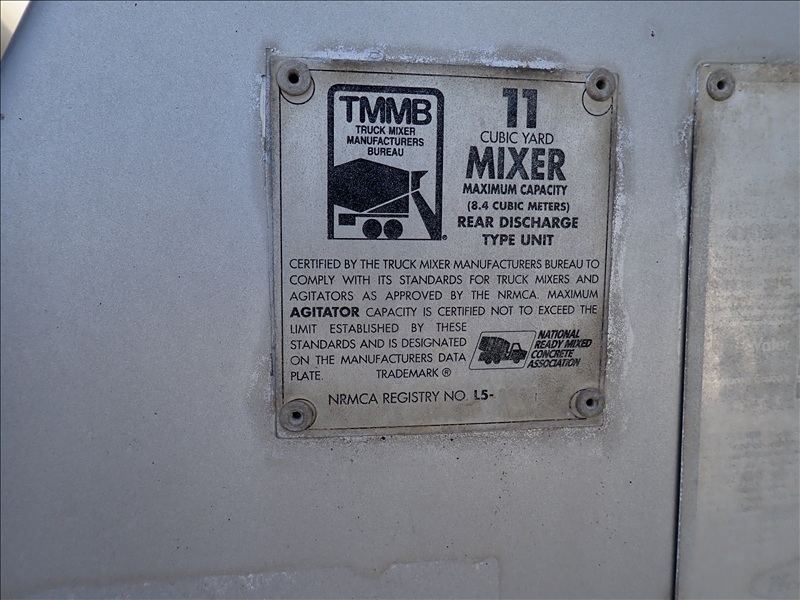 TMMB
TRUCK MIXER
MANUFACTURERS
BUREAU
11
CUBIC YARD
MIXER
MAXIMUM CAPACITY
(8.4 CUBIC METERS)
REAR DISCHARGE
TYPE UNIT
CERTIFIED BY THE TRUCK MIXER MANUFACTURERS BUREAU TO
COMPLY WITH ITS STANDARDS FOR TRUCK MIXERS AND
AGITATORS AS APPROVED BY THE NRMCA. MAXIMUM
AGITATOR CAPACITY IS CERTIFIED NOT TO EXCEED THE
LIMIT ESTABLISHED BY THESE
STANDARDS AND IS DESIGNATED
ON THE MANUFACTURERS DATA
PLATE. TRADEMARK ®
NATIONAL
READY MIXED
CONCRETE
ASSOCIATION
NRMCA REGISTRY NO. L5-